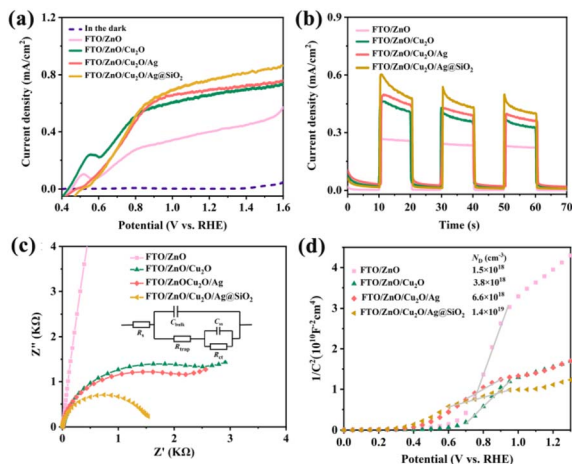 (a)
In the dark
FTO/ZnO
FTO/ZnO/Cu₂O
FTO/ZnO/Cu₂O/Ag
FTO/ZnO/Cu₂O/Ag@SiO₂
Current density (mA/cm²)
1.2
0.8
0.4
0.0
0.4 0.6 0.8 1.0 1.2 1.4 1.6
Potential (V vs. RHE)
(b)
FTO/ZnO
FTO/ZnO/Cu₂O
FTO/ZnO/Cu₂O/Ag
FTO/ZnO/Cu₂O/Ag@SiO₂
Current density (mA/cm²)
0.9
0.6
0.3
0.0
0 10 20 30 40 50 60 70
Time (s)
(c)
FTO/ZnO
FTO/ZnO/Cu₂O
FTO/ZnOCu₂O/Ag
FTO/ZnO/Cu₂O/Ag@SiO₂
Cbulk
Rs
Rtrap
Css
Rct
Z'' (KΩ)
4
3
2
1
0
0 1 2 3 4
Z' (KΩ)
(d)
N_D (cm⁻³)
FTO/ZnO 1.5×10¹⁸
FTO/ZnO/Cu₂O 3.8×10¹⁸
FTO/ZnO/Cu₂O/Ag 6.6×10¹⁸
FTO/ZnO/Cu₂O/Ag@SiO₂ 1.4×10¹⁹
1/C² (10¹⁰F⁻²cm⁴)
4
3
2
1
0
0.0 0.2 0.4 0.6 0.8 1.0 1.2
Potential (V vs. RHE)